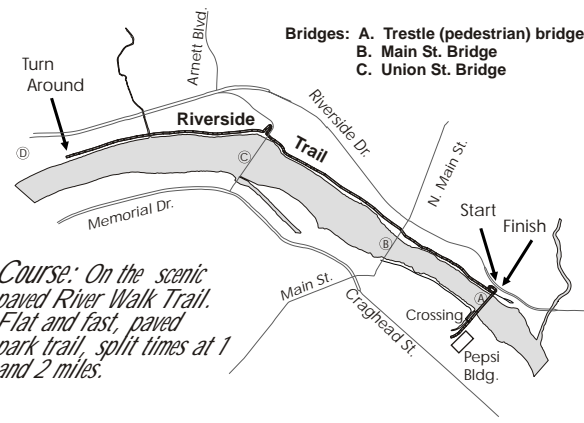 Bridges: A. Trestle (pedestrian) bridge
B. Main St. Bridge
C. Union St. Bridge
Turn
Around
Arnett Blvd.
Riverside
Trail
Riverside Dr.
N. Main St.
D
C
Memorial Dr.
B
Start
Finish
A
Main St.
Craghead St.
Crossing
Pepsi
Bldg.
Course: On the scenic
paved River Walk Trail.
Flat and fast, paved
park trail, split times at 1
and 2 miles.